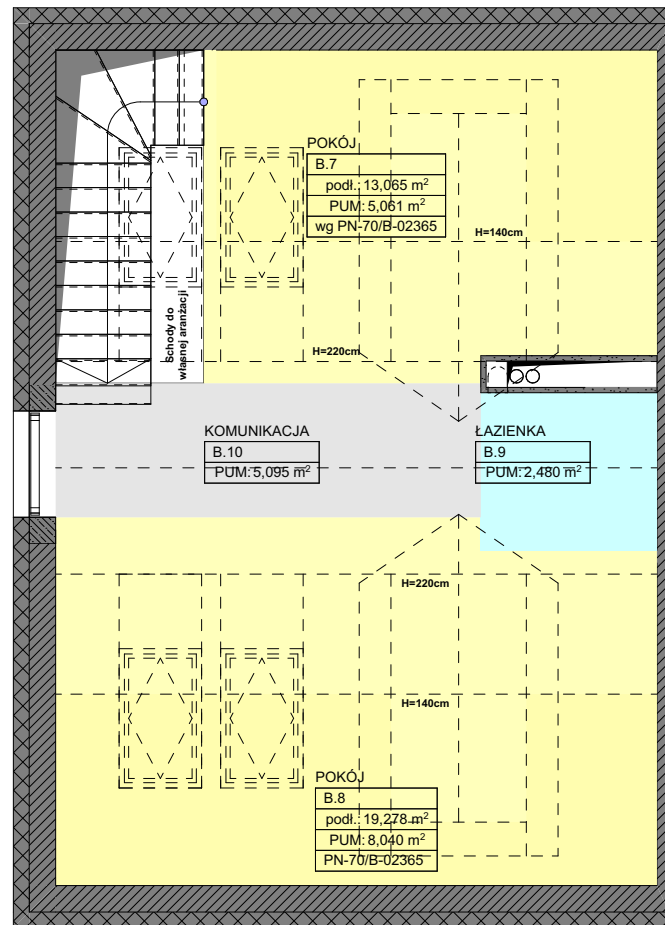 POKÓJ
B.7
podł.: 13,065 m²
PUM: 5,061 m²
wg PN-70/B-02365
H=140cm
Schody do
własnej aranżacji
H=220cm
KOMUNIKACJA
B.10
PUM: 5,095 m²
ŁAZIENKA
B.9
PUM: 2,480 m²
H=220cm
H=140cm
POKÓJ
B.8
podł.: 19,278 m²
PUM: 8,040 m²
PN-70/B-02365